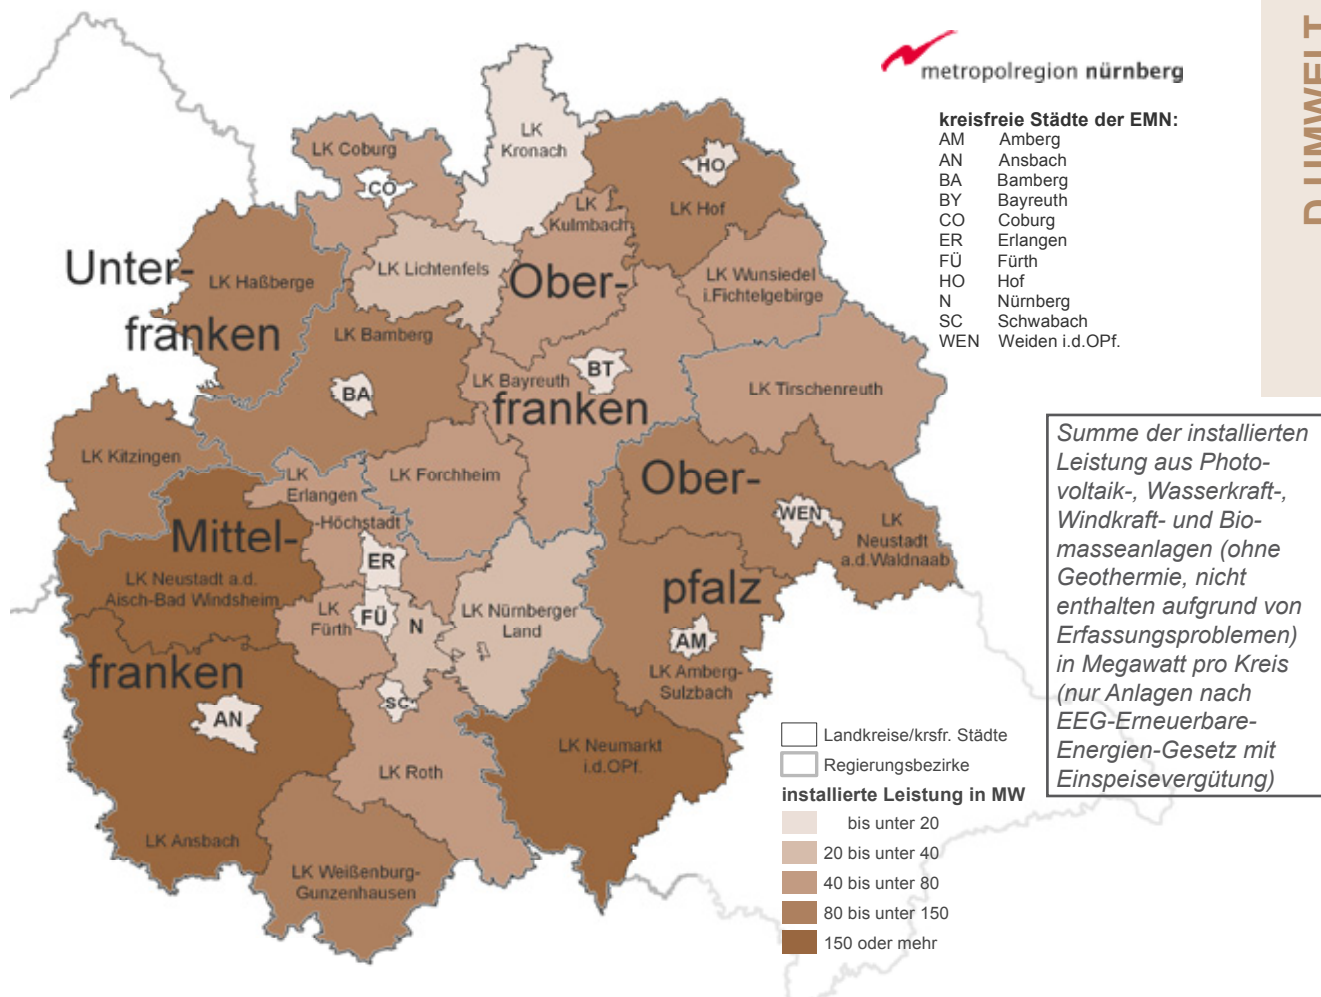 D UMWELT
metropolregion nürnberg
kreisfreie Städte der EMN:
AM Amberg
AN Ansbach
BA Bamberg
BY Bayreuth
CO Coburg
ER Erlangen
FÜ Fürth
HO Hof
N Nürnberg
SC Schwabach
WEN Weiden i.d.OPf.
Summe der installierten
Leistung aus Photo-
voltaik-, Wasserkraft-,
Windkraft- und Bio-
masseanlagen (ohne
Geothermie, nicht
enthalten aufgrund von
Erfassungsproblemen)
in Megawatt pro Kreis
(nur Anlagen nach
EEG-Erneuerbare-
Energien-Gesetz mit
Einspeisevergütung)
LK
Kronach
LK Coburg
CO
HO
LK Hof
LK
Kulmbach
LK Lichtenfels
LK Wunsiedel
i.Fichtelgebirge
Unter-
franken
LK Haßberge
Ober-
franken
LK Bamberg
BA
LK Bayreuth
BT
LK Tirschenreuth
LK Kitzingen
LK
Erlangen
-Höchstadt
LK Forchheim
Ober-
pfalz
WEN
LK
Neustadt
a.d.Waldnaab
Mittel-
franken
LK Neustadt a.d.
Aisch-Bad Windsheim
ER
FÜ
LK
Fürth
N
LK Nürnberger
Land
AM
LK Amberg-
Sulzbach
AN
SC
LK Roth
LK Neumarkt
i.d.OPf.
LK Ansbach
LK Weißenburg-
Gunzenhausen
Landkreise/krsfr. Städte
Regierungsbezirke
installierte Leistung in MW
bis unter 20
20 bis unter 40
40 bis unter 80
80 bis unter 150
150 oder mehr